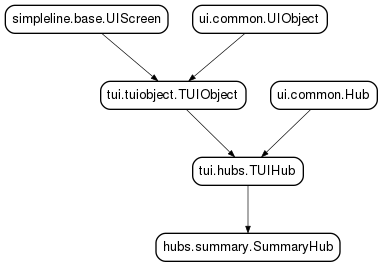 simpleline.base.UIScreen
ui.common.UIObject
tui.tuiobject.TUIObject
ui.common.Hub
tui.hubs.TUIHub
hubs.summary.SummaryHub